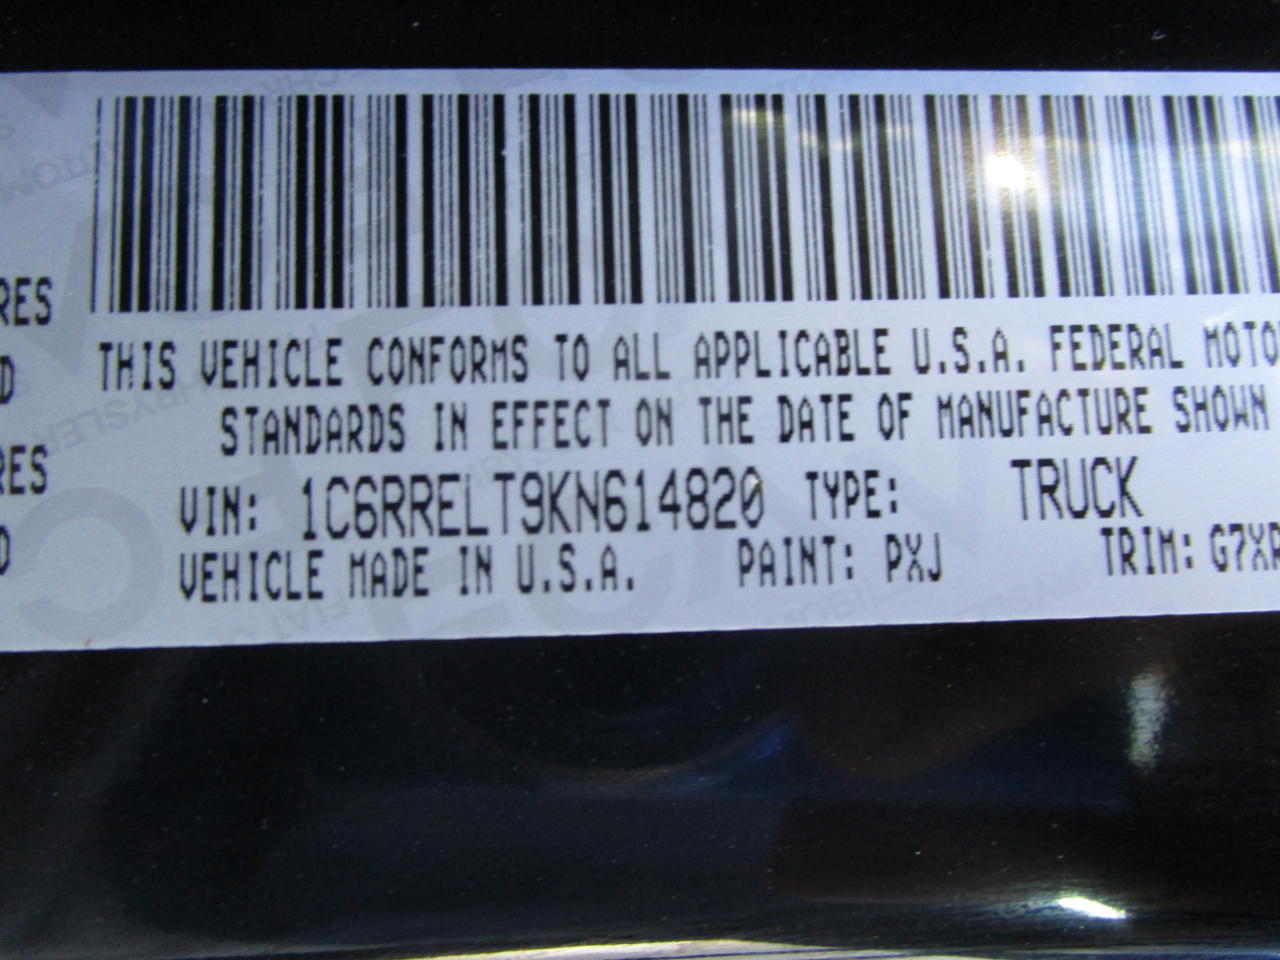 RES
THIS VEHICLE CONFORMS TO ALL APPLICABLE U.S.A. FEDERAL MOTO
D
STANDARDS IN EFFECT ON THE DATE OF MANUFACTURE SHOWN
RES
VIN: 1C6RRELT9KN614820 TYPE: TRUCK
D
VEHICLE MADE IN U.S.A. PAINT: PXJ TRIM: G7XP